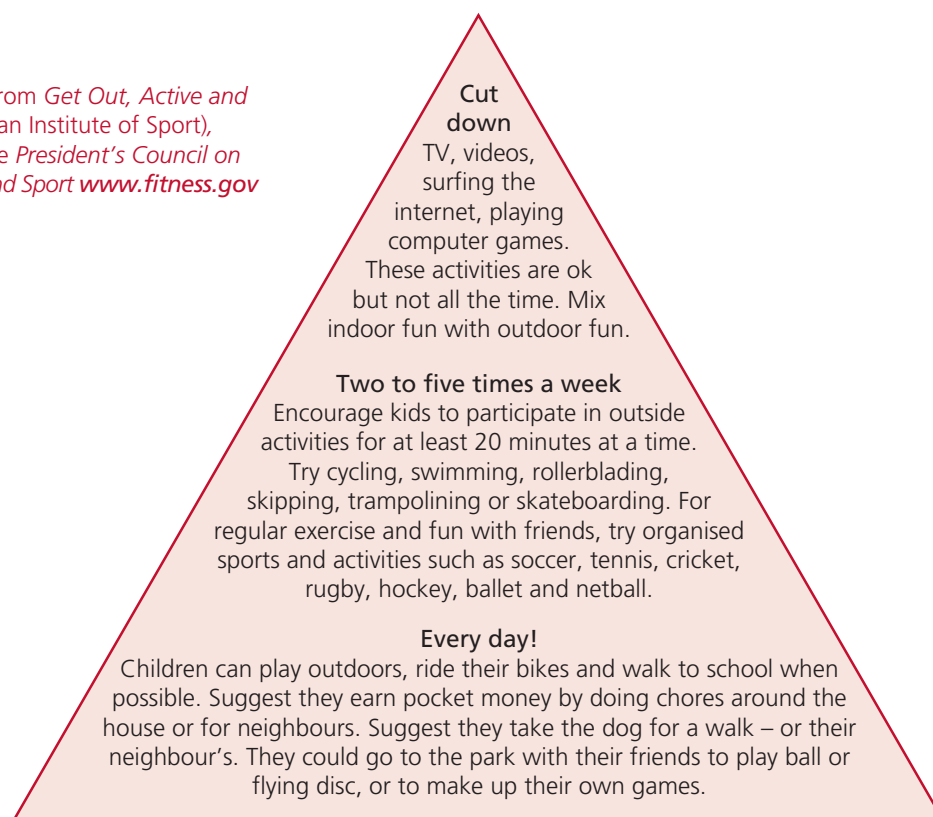 rom Get Out, Active and
an Institute of Sport),
e President's Council on
nd Sport www.fitness.gov
Cut
down
TV, videos,
surfing the
internet, playing
computer games.
These activities are ok
but not all the time. Mix
indoor fun with outdoor fun.
Two to five times a week
Encourage kids to participate in outside
activities for at least 20 minutes at a time.
Try cycling, swimming, rollerblading,
skipping, trampolining or skateboarding. For
regular exercise and fun with friends, try organised
sports and activities such as soccer, tennis, cricket,
rugby, hockey, ballet and netball.
Every day!
Children can play outdoors, ride their bikes and walk to school when
possible. Suggest they earn pocket money by doing chores around the
house or for neighbours. Suggest they take the dog for a walk – or their
neighbour's. They could go to the park with their friends to play ball or
flying disc, or to make up their own games.